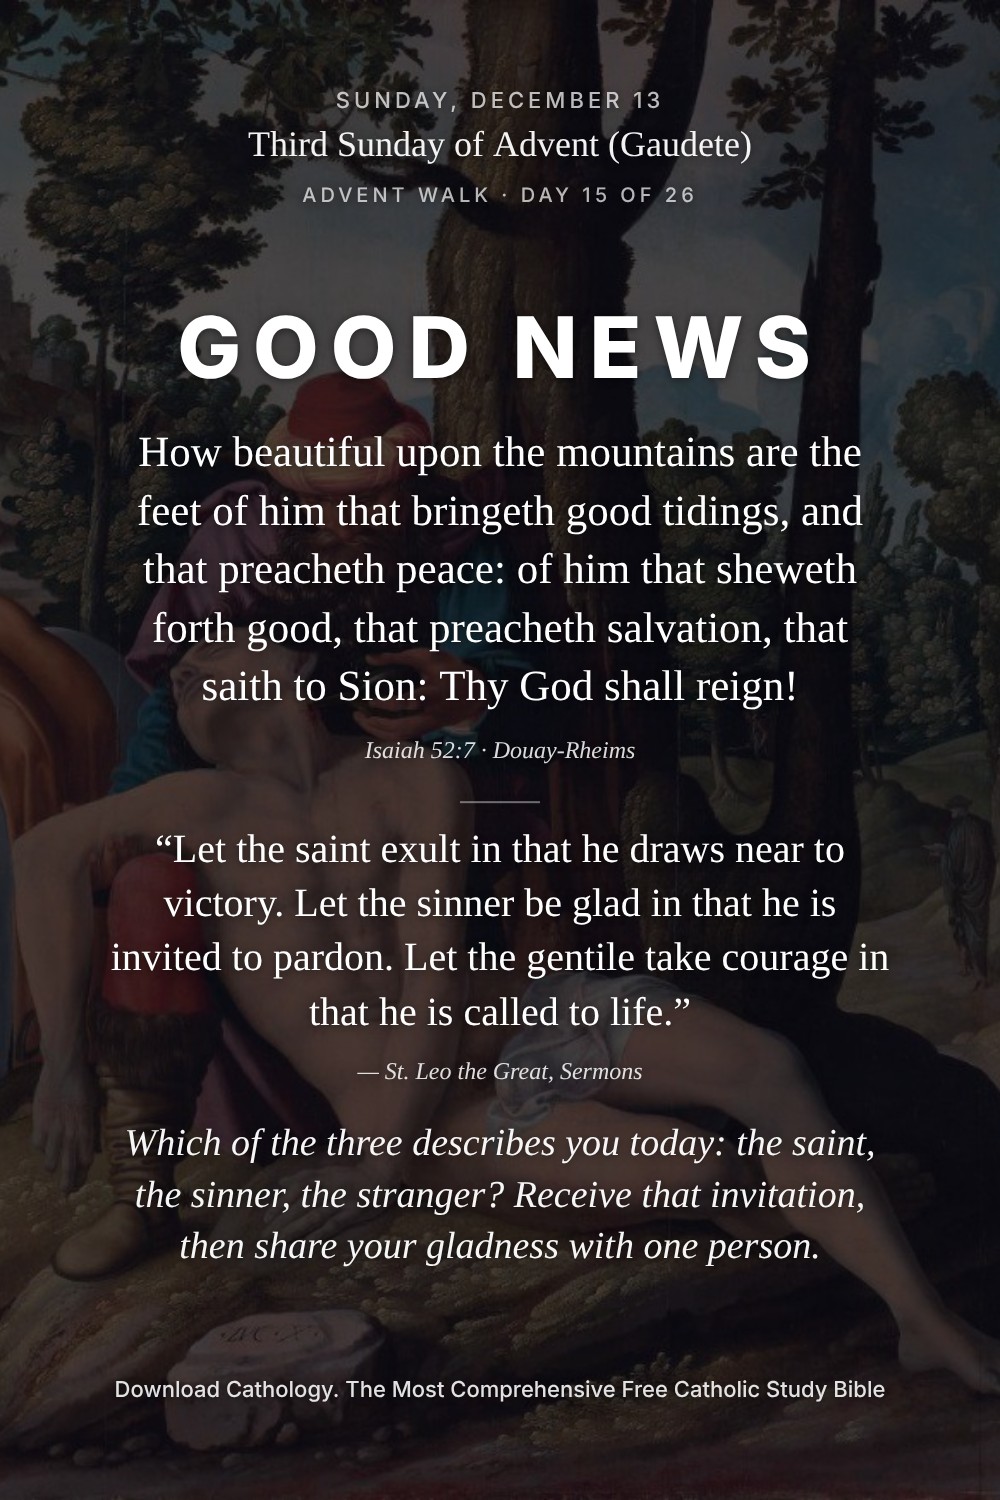 SUNDAY, DECEMBER 13
Third Sunday of Advent (Gaudete)
ADVENT WALK · DAY 15 OF 26
GOOD NEWS
How beautiful upon the mountains are the
feet of him that bringeth good tidings, and
that preacheth peace: of him that sheweth
forth good, that preacheth salvation, that
saith to Sion: Thy God shall reign!
Isaiah 52:7 · Douay-Rheims
“Let the saint exult in that he draws near to
victory. Let the sinner be glad in that he is
invited to pardon. Let the gentile take courage in
that he is called to life.”
— St. Leo the Great, Sermons
Which of the three describes you today: the saint,
the sinner, the stranger? Receive that invitation,
then share your gladness with one person.
Download Cathology. The Most Comprehensive Free Catholic Study Bible